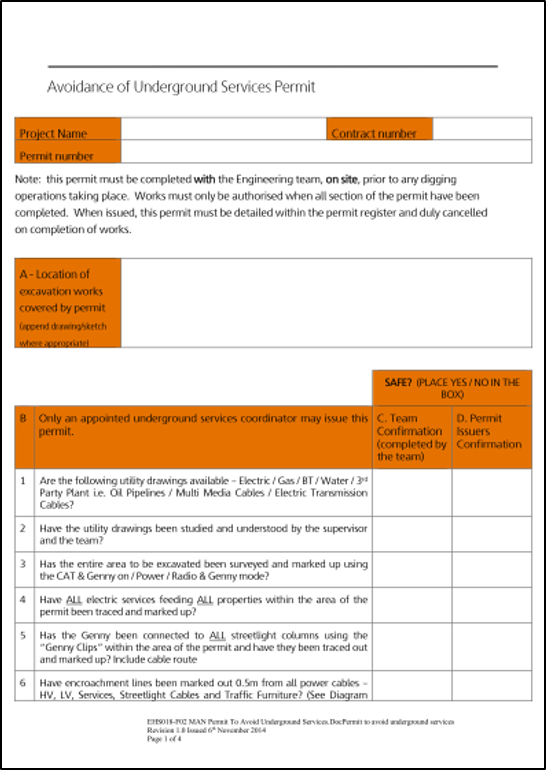 Avoidance of Underground Services Permit
Project Name Contract number
Permit number
Note: this permit must be completed with the Engineering team, on site, prior to any digging
operations taking place. Works must only be authorised when all section of the permit have been
completed. When issued, this permit must be detailed within the permit register and duly cancelled
on completion of works.
A - Location of
excavation works
covered by permit
(append drawing/sketch
where appropriate)
SAFE? (PLACE YES / NO IN THE
BOX)
B Only an appointed underground services coordinator may issue this
permit.
C. Team
Confirmation
(completed by
the team)
D. Permit
Issuers
Confirmation
1 Are the following utility drawings available – Electric / Gas / BT / Water / 3rd
Party Plant i.e. Oil Pipelines / Multi Media Cables / Electric Transmission
Cables?
2 Have the utility drawings been studied and understood by the supervisor
and the team?
3 Has the entire area to be excavated been surveyed and marked up using
the CAT & Genny on / Power / Radio & Genny mode?
4 Have ALL electric services feeding ALL properties within the area of the
permit been traced and marked up?
5 Has the Genny been connected to ALL streetlight columns using the
"Genny Clips" within the area of the permit and have they been traced out
and marked up? Include cable route
6 Have encroachment lines been marked out 0.5m from all power cables –
HV, LV, Services, Streetlight Cables and Traffic Furniture? (See Diagram
EHS018-F02 MAN Permit To Avoid Underground Services.DocPermit to avoid underground services
Revision 1.0 Issued 6th November 2014
Page 1 of 4